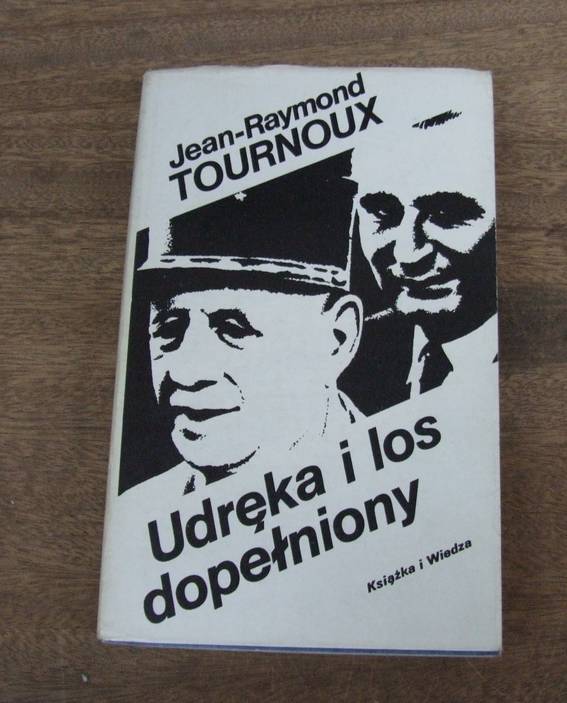 Jean-Raymond
TOURNOUX
Udręka i los
dopełniony
Książka i Wiedza